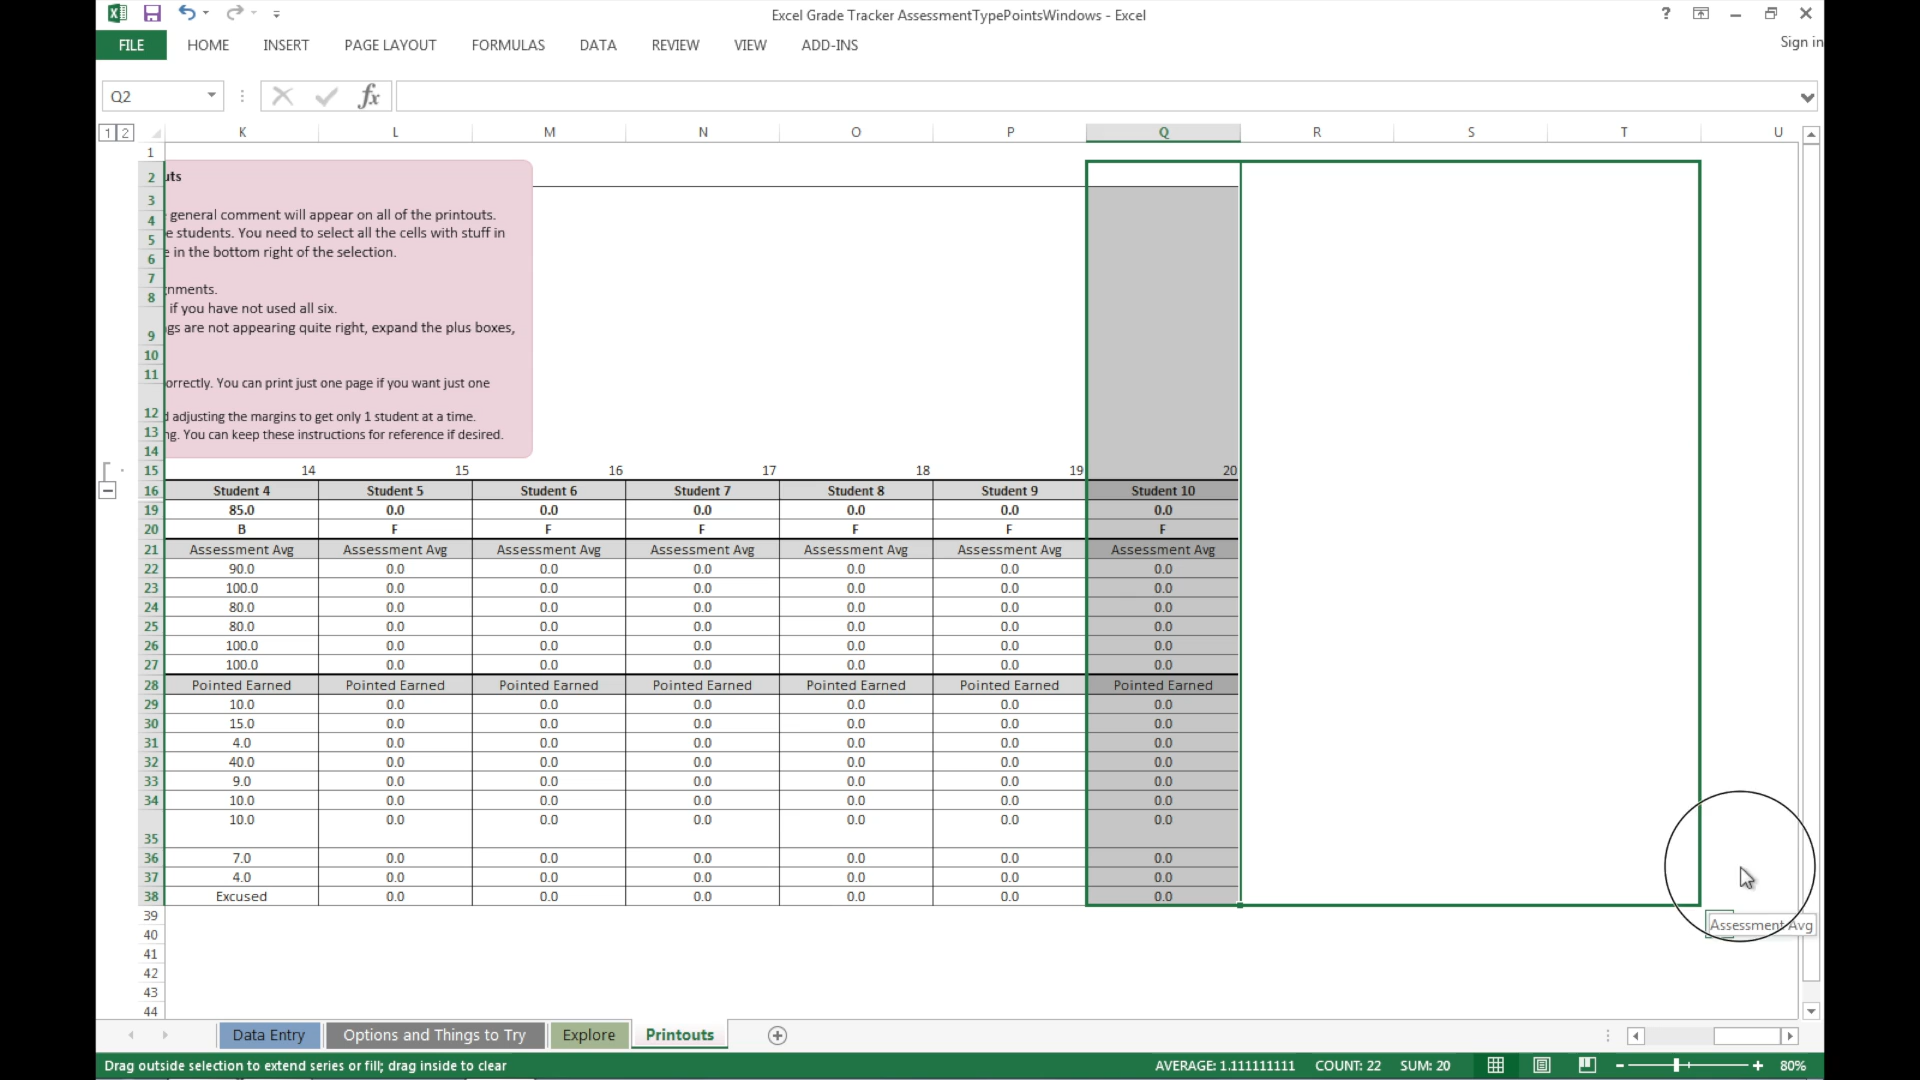 Excel Grade Tracker AssessmentTypePointsWindows - Excel
?
FILE HOME INSERT PAGE LAYOUT FORMULAS DATA REVIEW VIEW ADD-INS
Sign in
Q2 fx
1 2
K L M N O P Q R S T U
1
2 uts
3
4 general comment will appear on all of the printouts.
5 e students. You need to select all the cells with stuff in
6 e in the bottom right of the selection.
7
8 nments.
if you have not used all six.
9 gs are not appearing quite right, expand the plus boxes,
10
11 orrectly. You can print just one page if you want just one
12 d adjusting the margins to get only 1 student at a time.
13 ng. You can keep these instructions for reference if desired.
14
15 14 15 16 17 18 19 20
16 Student 4 Student 5 Student 6 Student 7 Student 8 Student 9 Student 10
19 85.0 0.0 0.0 0.0 0.0 0.0 0.0
20 B F F F F F F
21 Assessment Avg Assessment Avg Assessment Avg Assessment Avg Assessment Avg Assessment Avg Assessment Avg
22 90.0 0.0 0.0 0.0 0.0 0.0 0.0
23 100.0 0.0 0.0 0.0 0.0 0.0 0.0
24 80.0 0.0 0.0 0.0 0.0 0.0 0.0
25 80.0 0.0 0.0 0.0 0.0 0.0 0.0
26 100.0 0.0 0.0 0.0 0.0 0.0 0.0
27 100.0 0.0 0.0 0.0 0.0 0.0 0.0
28 Pointed Earned Pointed Earned Pointed Earned Pointed Earned Pointed Earned Pointed Earned Pointed Earned
29 10.0 0.0 0.0 0.0 0.0 0.0 0.0
30 15.0 0.0 0.0 0.0 0.0 0.0 0.0
31 4.0 0.0 0.0 0.0 0.0 0.0 0.0
32 40.0 0.0 0.0 0.0 0.0 0.0 0.0
33 9.0 0.0 0.0 0.0 0.0 0.0 0.0
34 10.0 0.0 0.0 0.0 0.0 0.0 0.0
10.0 0.0 0.0 0.0 0.0 0.0 0.0
35
36 7.0 0.0 0.0 0.0 0.0 0.0 0.0
37 4.0 0.0 0.0 0.0 0.0 0.0 0.0
38 Excused 0.0 0.0 0.0 0.0 0.0 0.0
39
Assessment Avg
40
41
42
43
44
Data Entry Options and Things to Try Explore Printouts
Drag outside selection to extend series or fill; drag inside to clear AVERAGE: 1.111111111 COUNT: 22 SUM: 20 80%